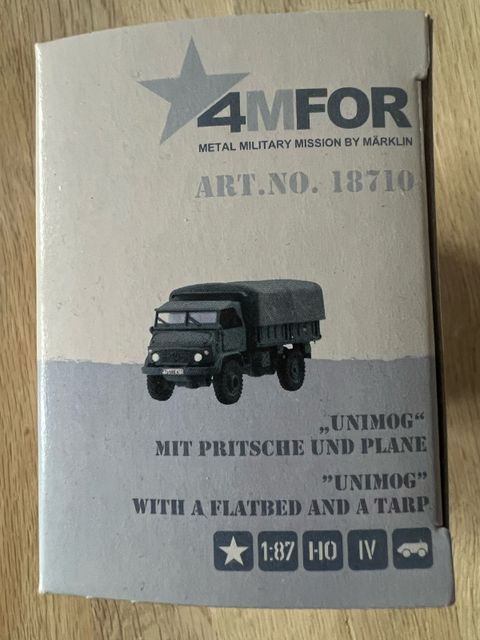 4MFOR
METAL MILITARY MISSION BY MÄRKLIN
ART.NO. 18710
„UNIMOG“
MIT PRITSCHE UND PLANE
”UNIMOG”
WITH A FLATBED AND A TARP
1:87 HO IV